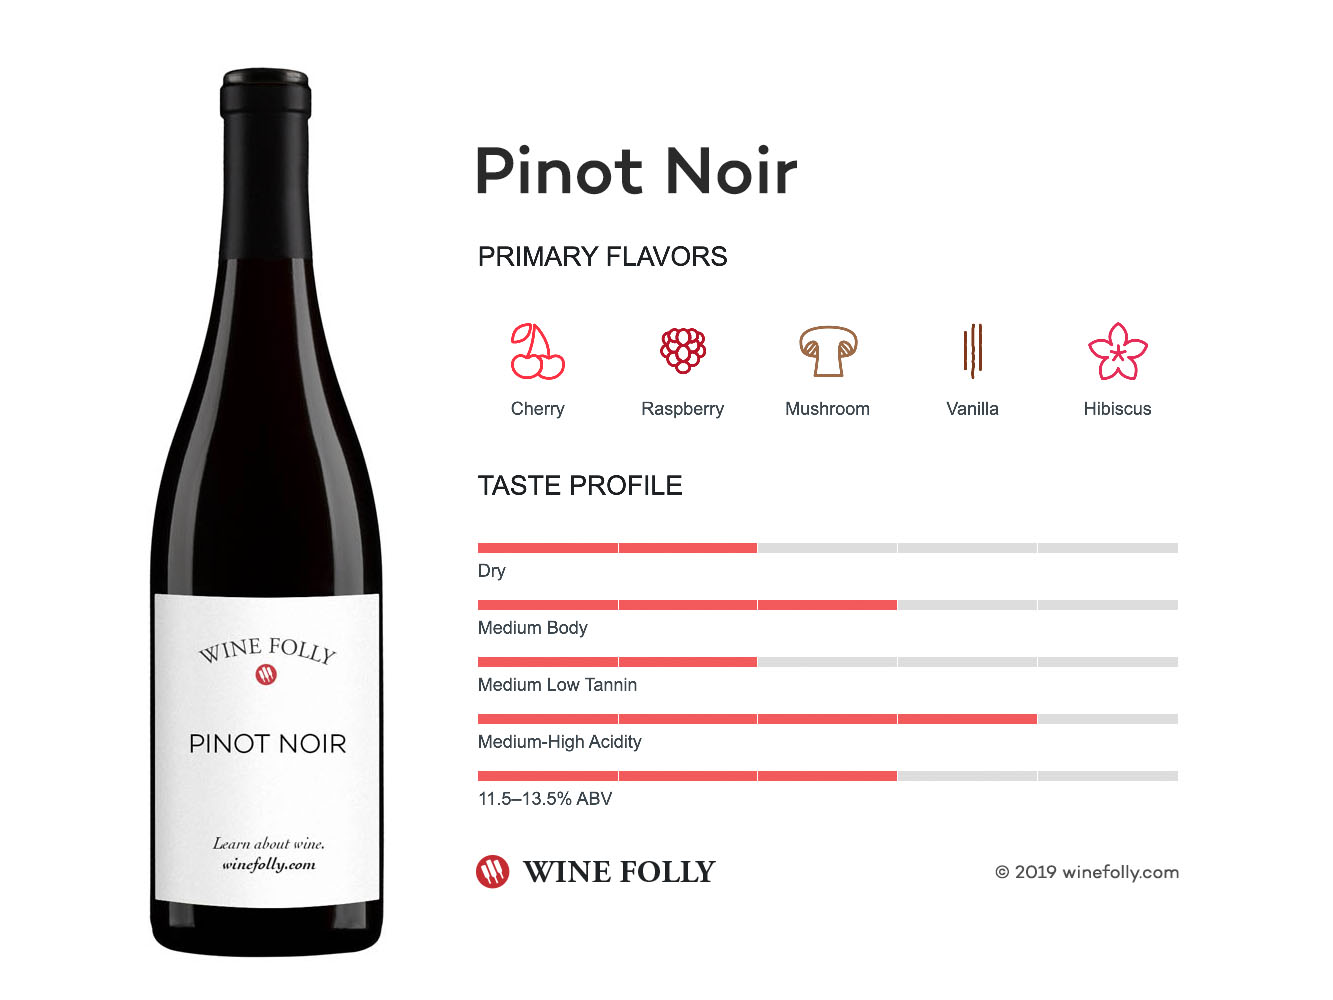 WINE FOLLY
PINOT NOIR
Learn about wine.
winefolly.com
Pinot Noir
PRIMARY FLAVORS
Cherry
Raspberry
Mushroom
Vanilla
Hibiscus
TASTE PROFILE
Dry
Medium Body
Medium Low Tannin
Medium-High Acidity
11.5–13.5% ABV
WINE FOLLY
© 2019 winefolly.com